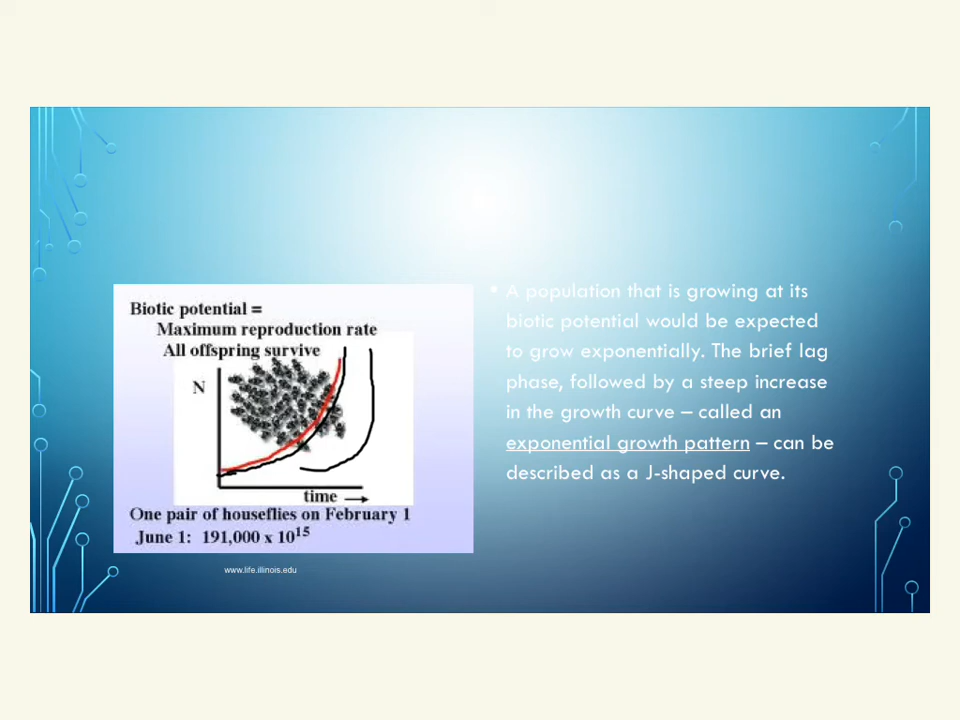 Biotic potential =
Maximum reproduction rate
All offspring survive
N
time
One pair of houseflies on February 1
June 1: 191,000 x 10¹⁵
www.life.illinois.edu
• A population that is growing at its
biotic potential would be expected
to grow exponentially. The brief lag
phase, followed by a steep increase
in the growth curve – called an
exponential growth pattern – can be
described as a J-shaped curve.